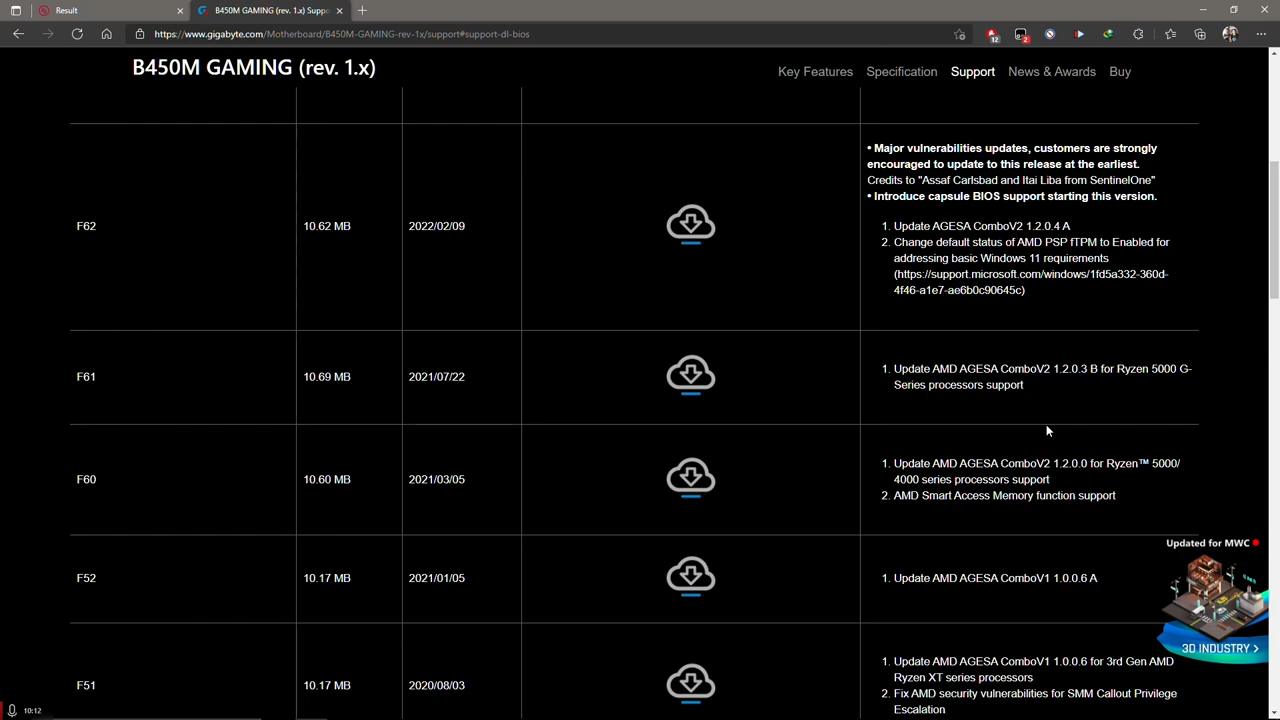 Result
B450M GAMING (rev. 1.x) Suppo
https://www.gigabyte.com/Motherboard/B450M-GAMING-rev-1x/support#support-dl-bios
12
2
B450M GAMING (rev. 1.x)
Key Features
Specification
Support
News & Awards
Buy
F62
10.62 MB
2022/02/09
• Major vulnerabilities updates, customers are strongly
encouraged to update to this release at the earliest.
Credits to "Assaf Carlsbad and Itai Liba from SentinelOne"
• Introduce capsule BIOS support starting this version.
1. Update AGESA ComboV2 1.2.0.4 A
2. Change default status of AMD PSP fTPM to Enabled for
addressing basic Windows 11 requirements
(https://support.microsoft.com/windows/1fd5a332-360d-
4f46-a1e7-ae6b0c90645c)
F61
10.69 MB
2021/07/22
1. Update AMD AGESA ComboV2 1.2.0.3 B for Ryzen 5000 G-
Series processors support
F60
10.60 MB
2021/03/05
1. Update AMD AGESA ComboV2 1.2.0.0 for Ryzen™ 5000/
4000 series processors support
2. AMD Smart Access Memory function support
F52
10.17 MB
2021/01/05
1. Update AMD AGESA ComboV1 1.0.0.6 A
Updated for MWC
3D INDUSTRY >
F51
10.17 MB
2020/08/03
1. Update AMD AGESA ComboV1 1.0.0.6 for 3rd Gen AMD
Ryzen XT series processors
2. Fix AMD security vulnerabilities for SMM Callout Privilege
Escalation
10:12